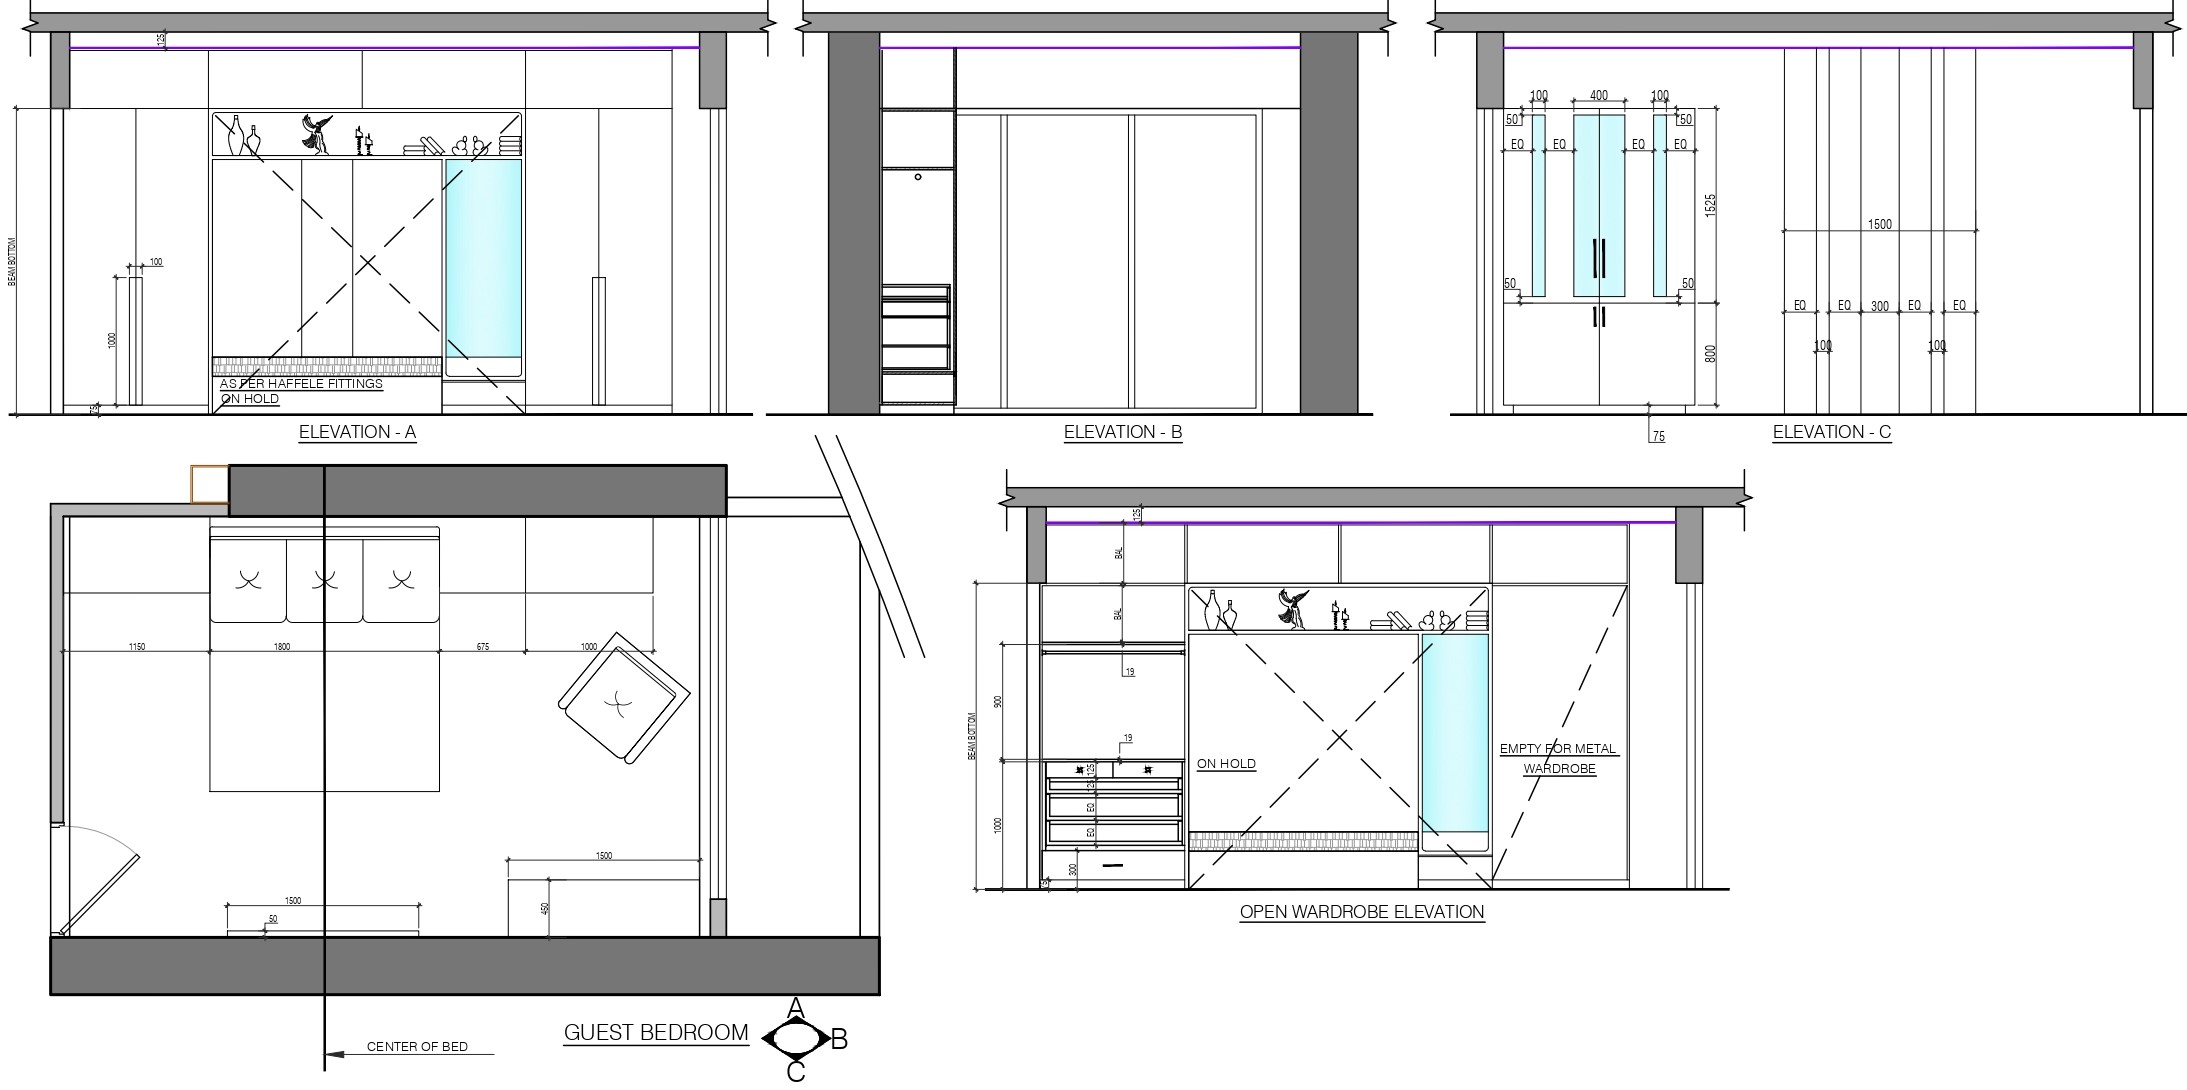 125
BEAM BOTTOM
100
1000
75
AS PER HAFFELE FITTINGS
ON HOLD
ELEVATION - A
ELEVATION - B
100
400
100
50
50
EQ
EQ
EQ
EQ
1525
1500
50
50
EQ
EQ
300
EQ
EQ
100
100
800
75
ELEVATION - C
1150
1800
675
1000
1500
450
1500
50
CENTER OF BED
GUEST BEDROOM
A
B
C
125
BAL
BAL
19
900
BEAM BOTTOM
19
125
125
EQ
EQ
1000
300
75
ON HOLD
EMPTY FOR METAL
WARDROBE
OPEN WARDROBE ELEVATION